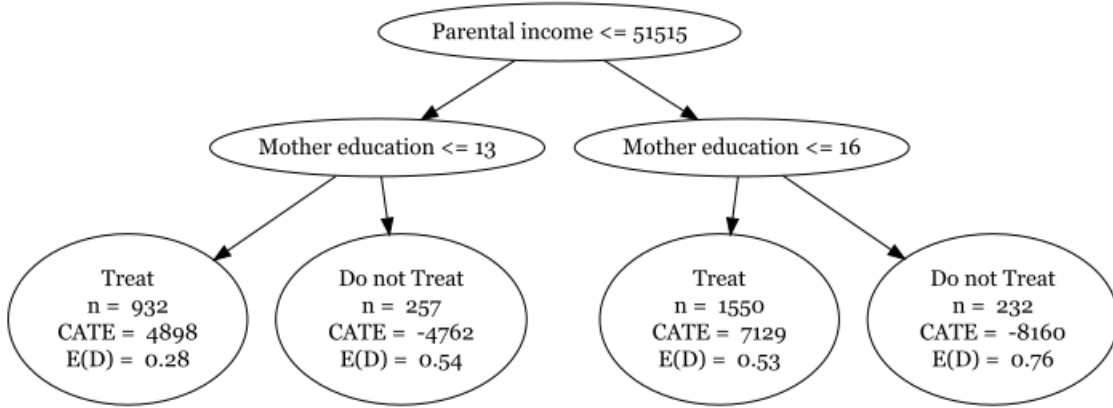 Parental income <= 51515
Mother education <= 13
Mother education <= 16
Treat
n = 932
CATE = 4898
E(D) = 0.28
Do not Treat
n = 257
CATE = -4762
E(D) = 0.54
Treat
n = 1550
CATE = 7129
E(D) = 0.53
Do not Treat
n = 232
CATE = -8160
E(D) = 0.76